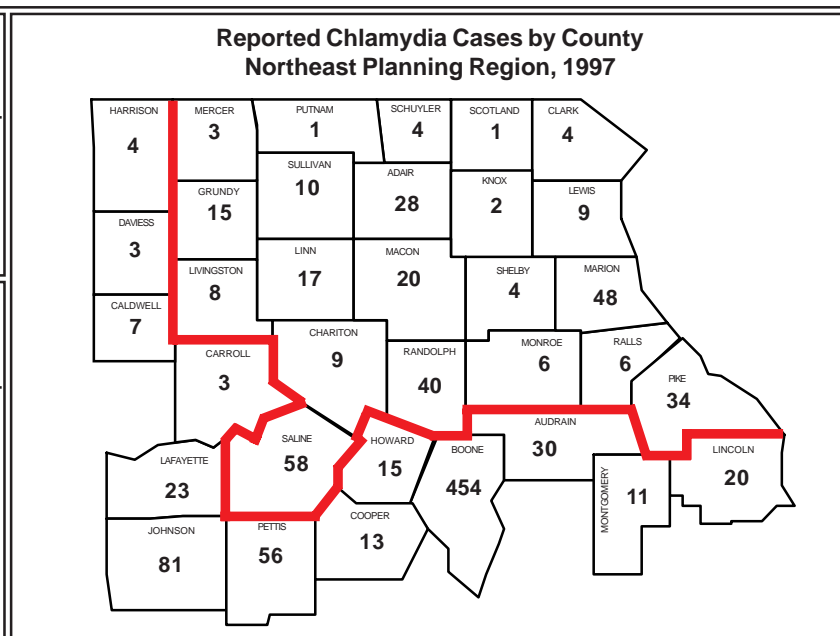 Reported Chlamydia Cases by County
Northeast Planning Region, 1997
HARRISON
4
MERCER
3
PUTNAM
1
SCHUYLER
4
SCOTLAND
1
CLARK
4
SULLIVAN
10
ADAIR
28
KNOX
2
LEWIS
9
GRUNDY
15
DAVIESS
3
LIVINGSTON
8
LINN
17
MACON
20
SHELBY
4
MARION
48
CALDWELL
7
CARROLL
3
CHARITON
9
RANDOLPH
40
MONROE
6
RALLS
6
PIKE
34
LAFAYETTE
23
SALINE
58
HOWARD
15
BOONE
454
AUDRAIN
30
MONTGOMERY
11
LINCOLN
20
JOHNSON
81
PETTIS
56
COOPER
13